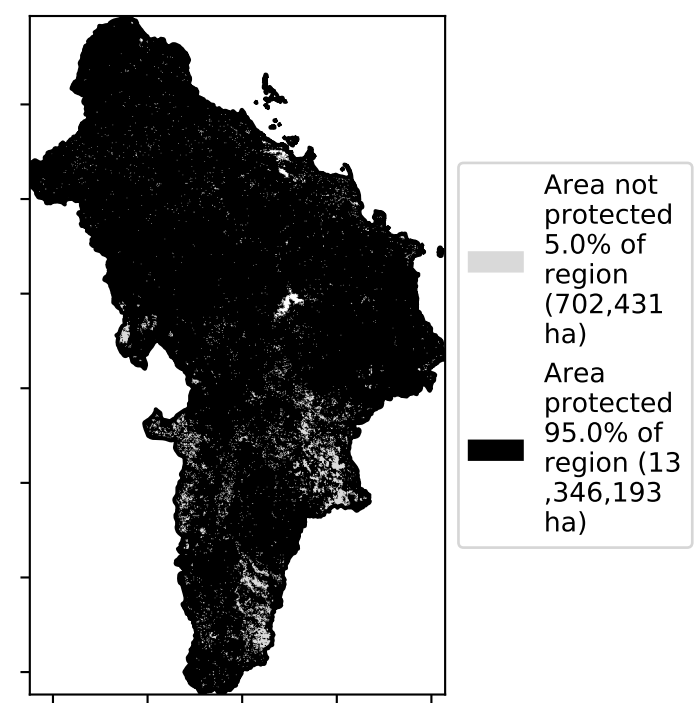 Area not
protected
5.0% of
region
(702,431
ha)
Area
protected
95.0% of
region (13
,346,193
ha)